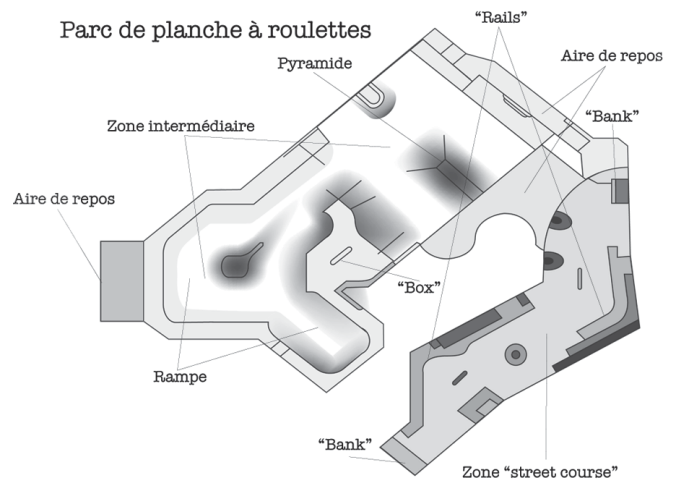 Parc de planche à roulettes
“Rails”
Pyramide
Aire de repos
“Bank”
Zone intermédiaire
Aire de repos
“Box”
Rampe
“Bank”
Zone “street course”